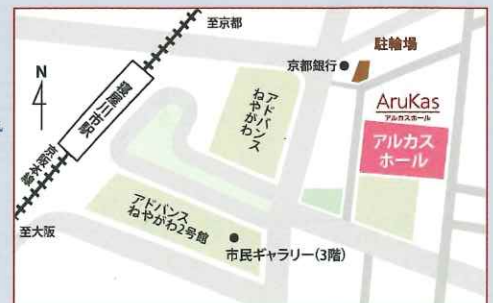 至京都
駐輪場
京都銀行
N
AruKas
アルカスホール
アルカス
ホール
アドバンス
ねやがわ
寝屋川市駅
京阪本線
アドバンス
ねやがわ2号館
至大阪
市民ギャラリー(3階)